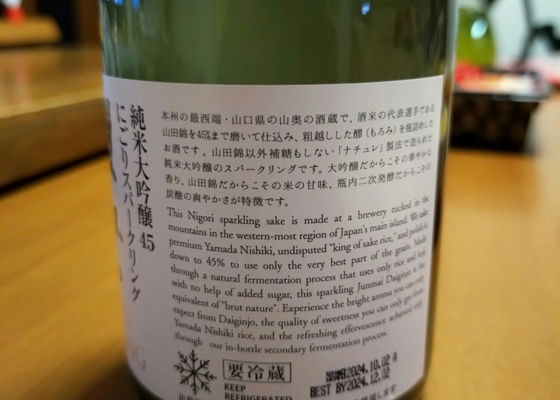 純米大吟醸45
にごりスパークリング
本州の最西端・山口県の山奥の酒蔵で、酒米の代表選手である
山田錦を45%まで磨いて仕込み、粗越しした醪(もろみ)を瓶詰めした
お酒です。山田錦以外補糖もしない「ナチュレ」製法で造られた
純米大吟醸のスパークリングです。大吟醸だからこその華やかな
香り、山田錦だからこその米の甘味、瓶内二次発酵だからこその
炭酸の爽やかさが特徴です。
This Nigori sparkling sake is made at a brewery tucked in the
mountains in the western-most region of Japan's main island. We take
premium Yamada Nishiki, undisputed "king of sake rice," and polish it
down to 45% to use only the very best part of the grain. Made
through a natural fermentation process that uses only rice and
with no help of added sugar, this sparkling Junmai Daiginjo is the
equivalent of "brut nature". Experience the bright aroma you can only
expect from Daiginjo, the quality of sweetness you can only get from
Yamada Nishiki rice, and the refreshing effervescence achieved only
through our in-bottle secondary fermentation process.
要冷蔵
KEEP
REFRIGERATED
出荷2024.10.02
BEST BY2024.12.02